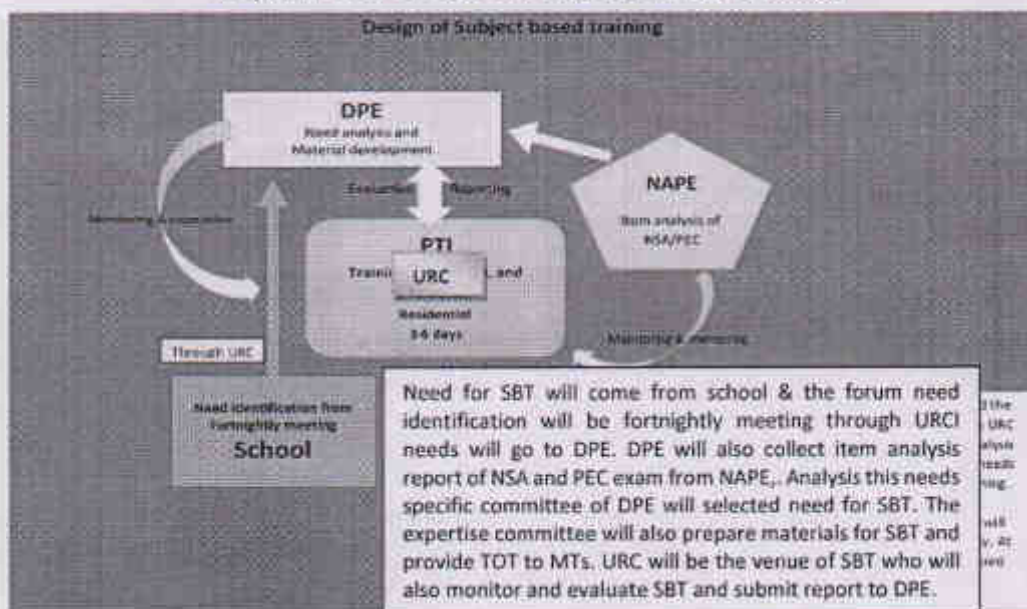 Design of Subject based training
DPE
Need analysis and
Material development
Evaluation Reporting
NAPE
Item analysis of
NSA/PEC
PTI
URC
, and
Residential
3-6 days
Through URC
Need identification from
Fortnightly meeting
School
Need for SBT will come from school & the forum need
identification will be fortnightly meeting through URCI
needs will go to DPE. DPE will also collect item analysis
report of NSA and PEC exam from NAPE,. Analysis this needs
specific committee of DPE will selected need for SBT. The
expertise committee will also prepare materials for SBT and
provide TOT to MTs. URC will be the venue of SBT who will
also monitor and evaluate SBT and submit report to DPE.